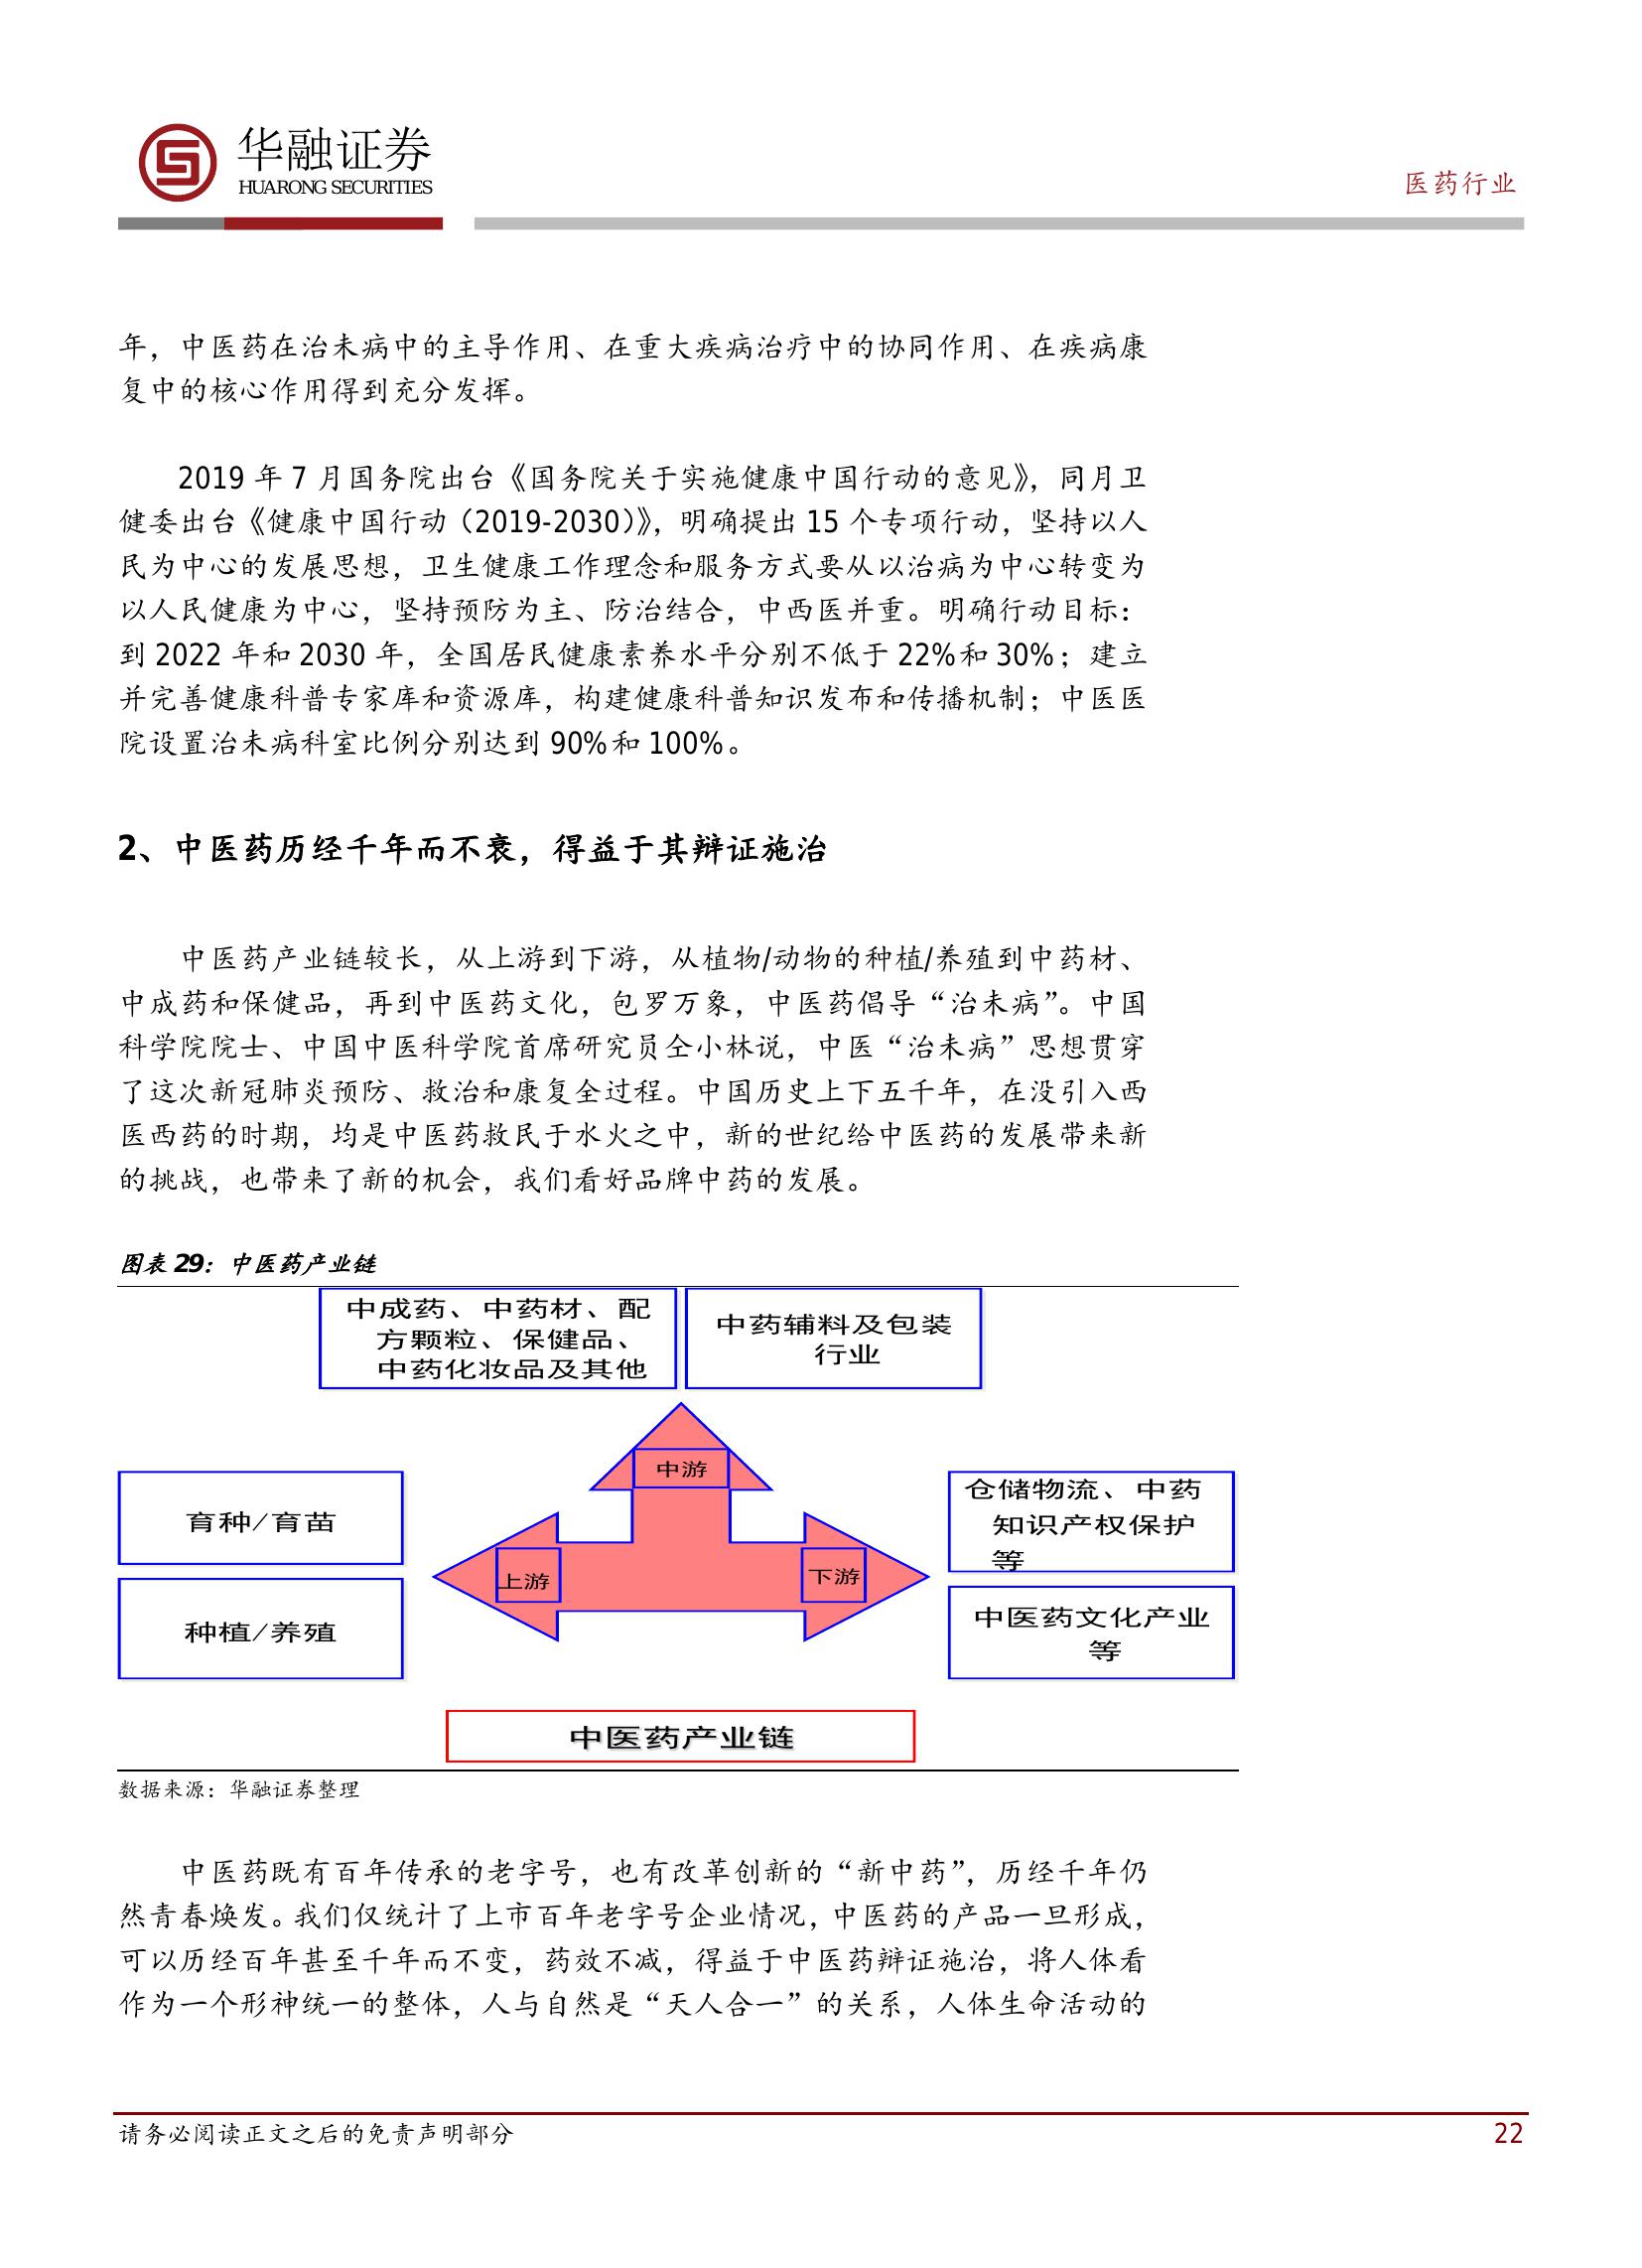 华融证券
HUARONG SECURITIES
医药行业
年，中医药在治未病中的主导作用、在重大疾病治疗中的协同作用、在疾病康
复中的核心作用得到充分发挥。
2019 年 7 月国务院出台《国务院关于实施健康中国行动的意见》，同月卫
健委出台《健康中国行动（2019-2030）》，明确提出 15 个专项行动，坚持以人
民为中心的发展思想，卫生健康工作理念和服务方式要从以治病为中心转变为
以人民健康为中心，坚持预防为主、防治结合，中西医并重。明确行动目标：
到 2022 年和 2030 年，全国居民健康素养水平分别不低于 22%和 30%；建立
并完善健康科普专家库和资源库，构建健康科普知识发布和传播机制；中医医
院设置治未病科室比例分别达到 90%和 100%。
2、中医药历经千年而不衰，得益于其辩证施治
中医药产业链较长，从上游到下游，从植物/动物的种植/养殖到中药材、
中成药和保健品，再到中医药文化，包罗万象，中医药倡导“治未病”。中国
科学院院士、中国中医科学院首席研究员仝小林说，中医“治未病”思想贯穿
了这次新冠肺炎预防、救治和康复全过程。中国历史上下五千年，在没引入西
医西药的时期，均是中医药救民于水火之中，新的世纪给中医药的发展带来新
的挑战，也带来了新的机会，我们看好品牌中药的发展。
图表 29：中医药产业链
中成药、中药材、配
方颗粒、保健品、
中药化妆品及其他
中药辅料及包装
行业
中游
育种/育苗
仓储物流、中药
知识产权保护
等
上游
下游
种植/养殖
中医药文化产业
等
中医药产业链
数据来源：华融证券整理
中医药既有百年传承的老字号，也有改革创新的“新中药”，历经千年仍
然青春焕发。我们仅统计了上市百年老字号企业情况，中医药的产品一旦形成，
可以历经百年甚至千年而不变，药效不减，得益于中医药辩证施治，将人体看
作为一个形神统一的整体，人与自然是“天人合一”的关系，人体生命活动的
请务必阅读正文之后的免责声明部分
22